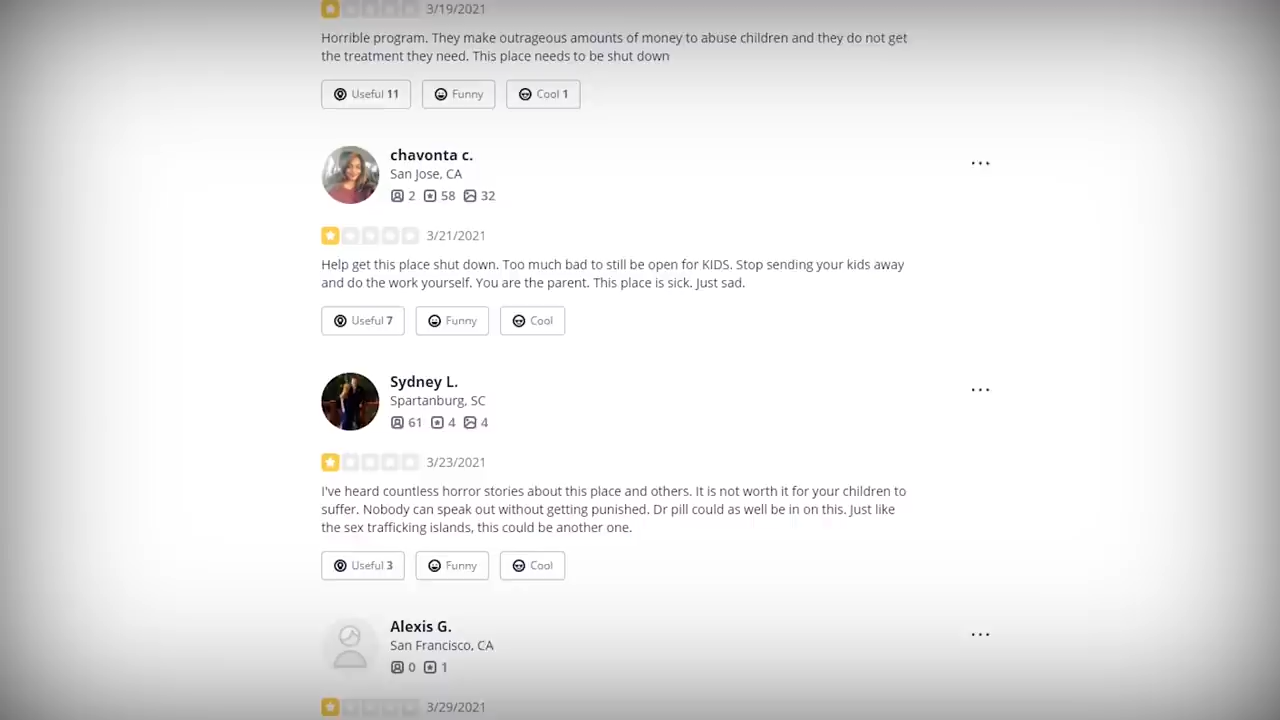 3/19/2021
Horrible program. They make outrageous amounts of money to abuse children and they do not get
the treatment they need. This place needs to be shut down
Useful 11 Funny Cool 1
chavonta c.
San Jose, CA
2 58 32
3/21/2021
Help get this place shut down. Too much bad to still be open for KIDS. Stop sending your kids away
and do the work yourself. You are the parent. This place is sick. Just sad.
Useful 7 Funny Cool
Sydney L.
Spartanburg, SC
61 4 4
3/23/2021
I've heard countless horror stories about this place and others. It is not worth it for your children to
suffer. Nobody can speak out without getting punished. Dr pill could as well be in on this. Just like
the sex trafficking islands, this could be another one.
Useful 3 Funny Cool
Alexis G.
San Francisco, CA
0 1
3/29/2021